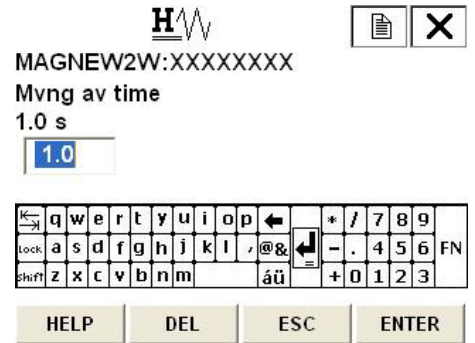 H
MAGNEW2W:XXXXXXXX
Mvng av time
1.0 s
1.0
q w e r t y u i o p * / 7 8 9
Lock a s d f g h j k l , @& - . 4 5 6 FN
Shift z x c v b n m áü + 0 1 2 3
HELP DEL ESC ENTER